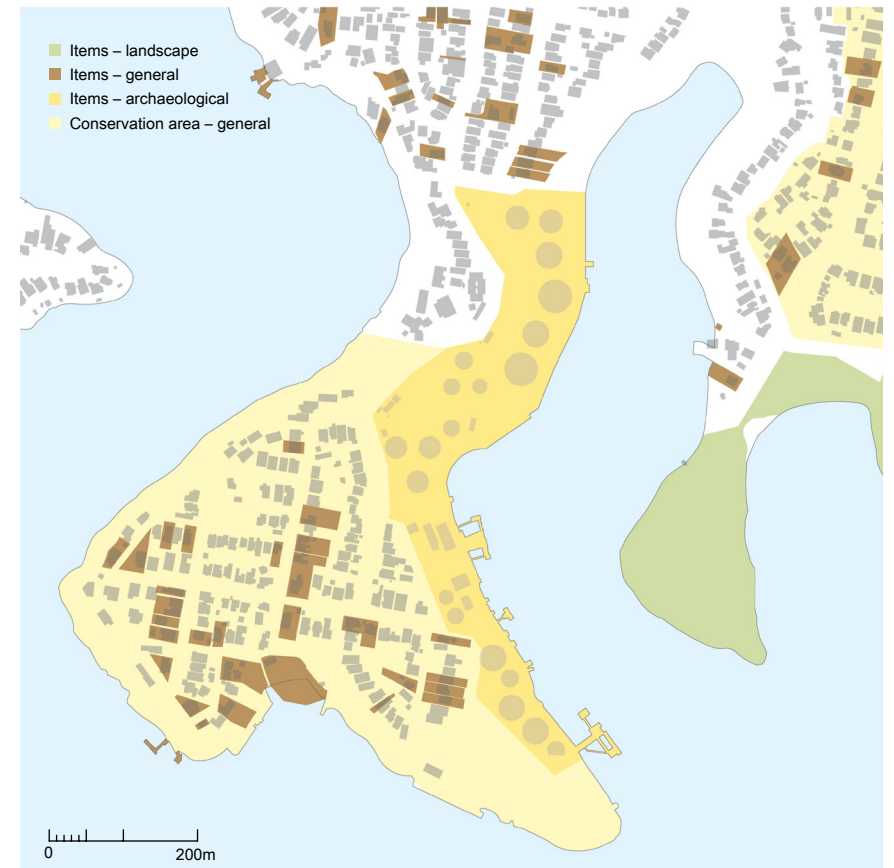 Items – landscape
Items – general
Items – archaeological
Conservation area – general
0 200m